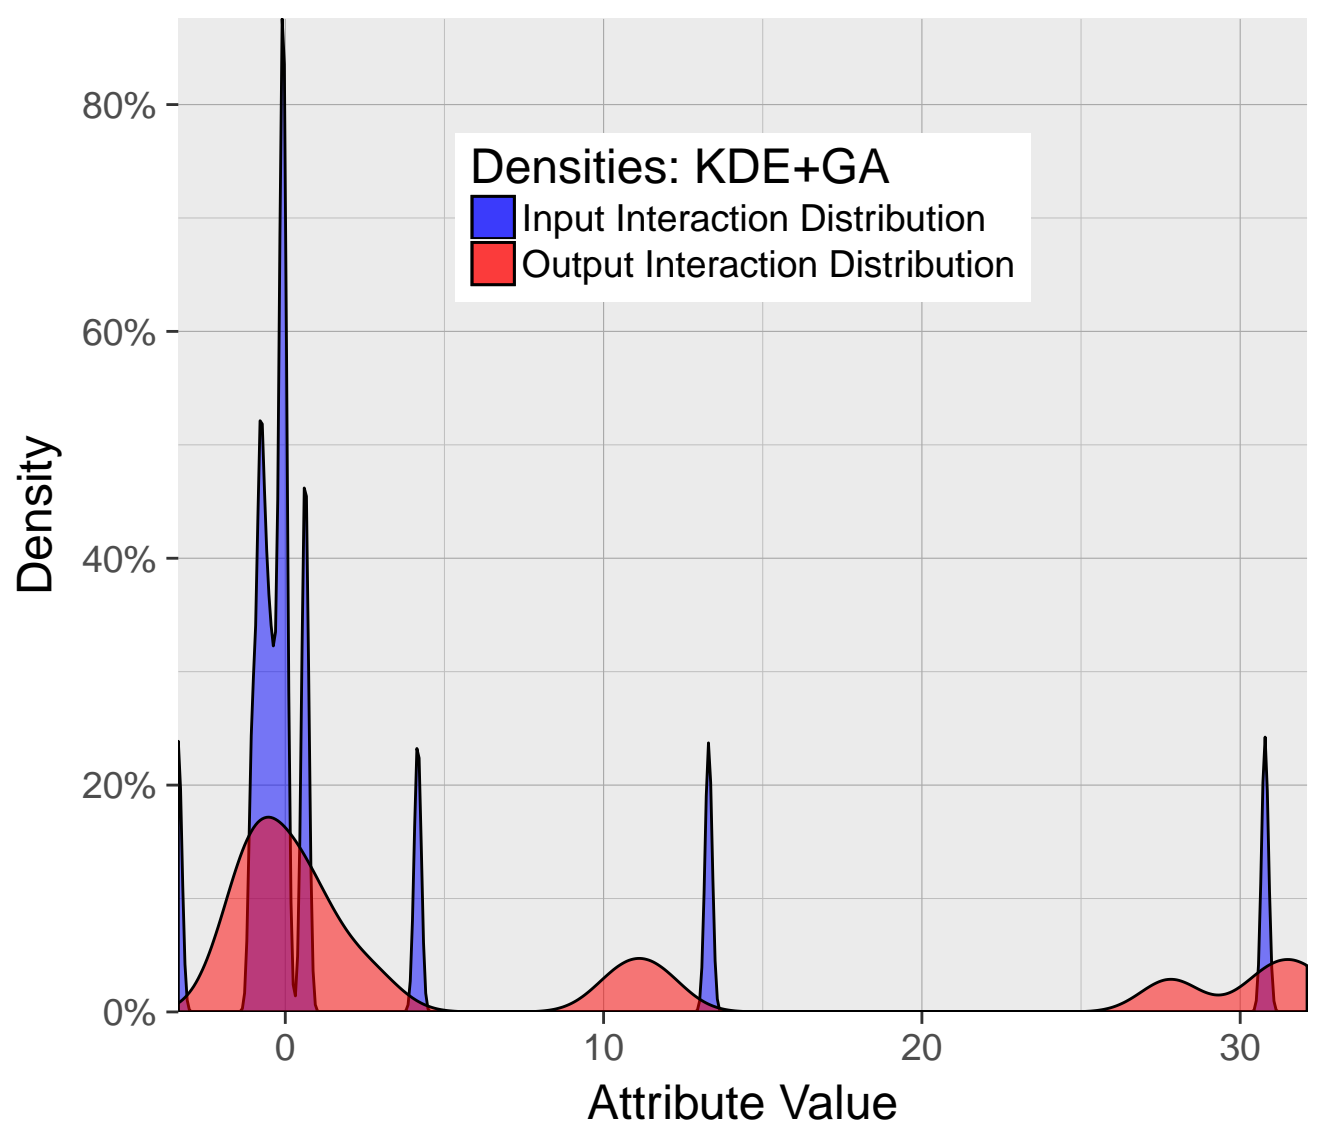 80%
60%
40%
20%
0%
Density
Densities: KDE+GA
Input Interaction Distribution
Output Interaction Distribution
0
10
20
30
Attribute Value